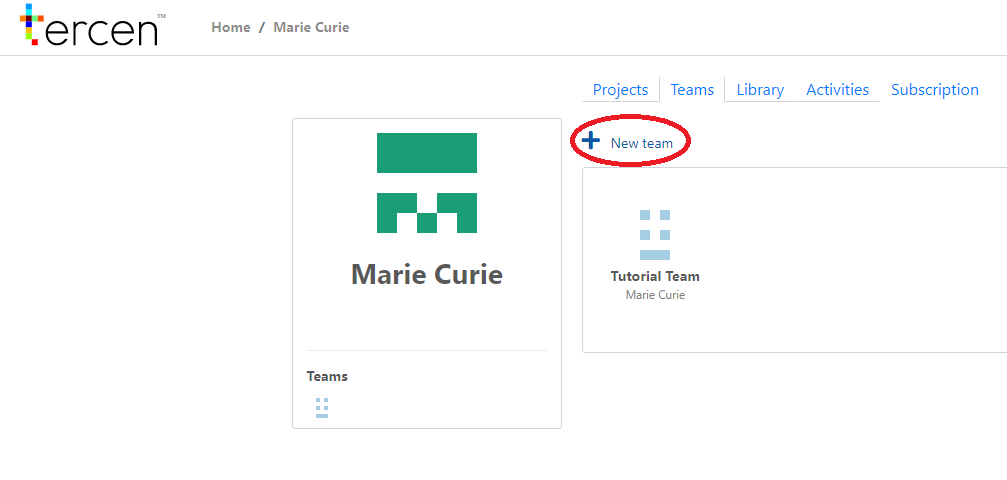 tercen™
Home / Marie Curie
Projects Teams Library Activities Subscription
New team
Marie Curie
Tutorial Team
Marie Curie
Teams